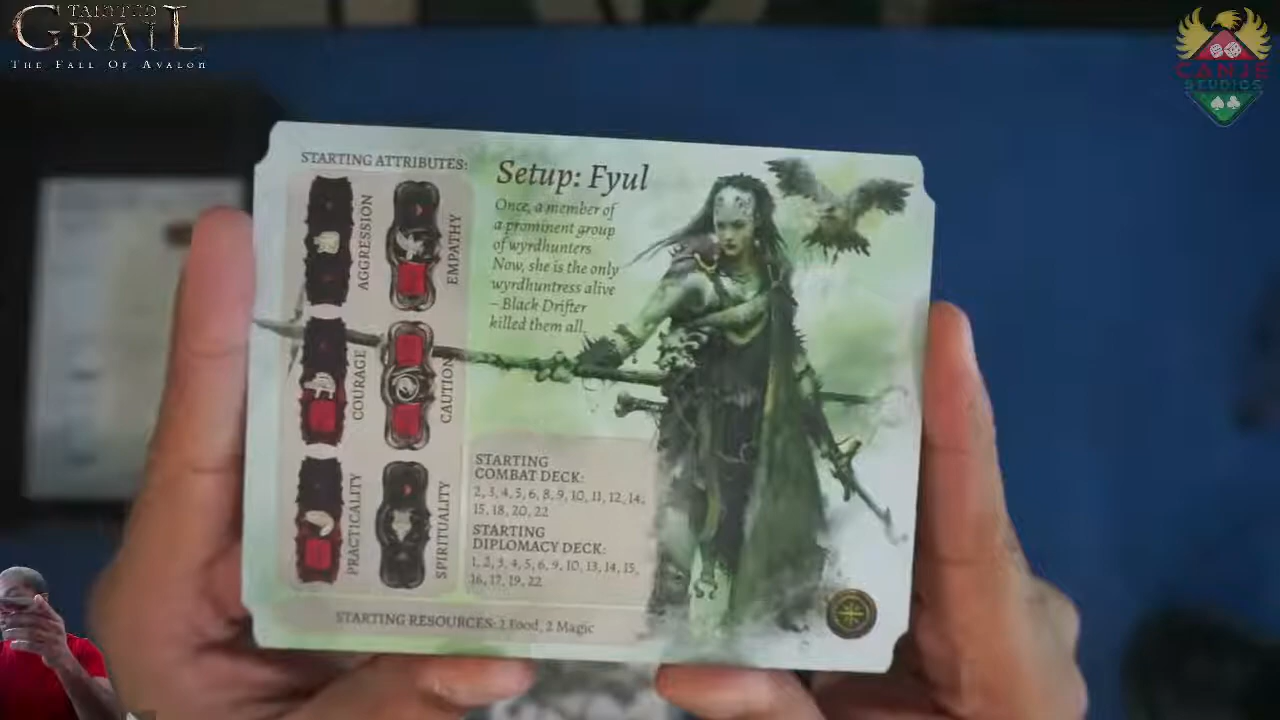 TAINTED
GRAIL
THE FALL OF AVALON
CANJE
STUDIOS
STARTING ATTRIBUTES:
AGGRESSION
EMPATHY
COURAGE
CAUTION
PRACTICALITY
SPIRITUALITY
Setup: Fyul
Once, a member of
a prominent group
of wyrdhunters
Now, she is the only
wyrdhuntress alive
– Black Drifter
killed them all.
STARTING
COMBAT DECK:
2, 3, 4, 5, 6, 8, 9, 10, 11, 12, 14,
15, 18, 20, 22
STARTING
DIPLOMACY DECK:
1, 2, 3, 4, 5, 6, 9, 10, 13, 14, 15,
16, 17, 19, 22
STARTING RESOURCES: 2 Food, 2 Magic